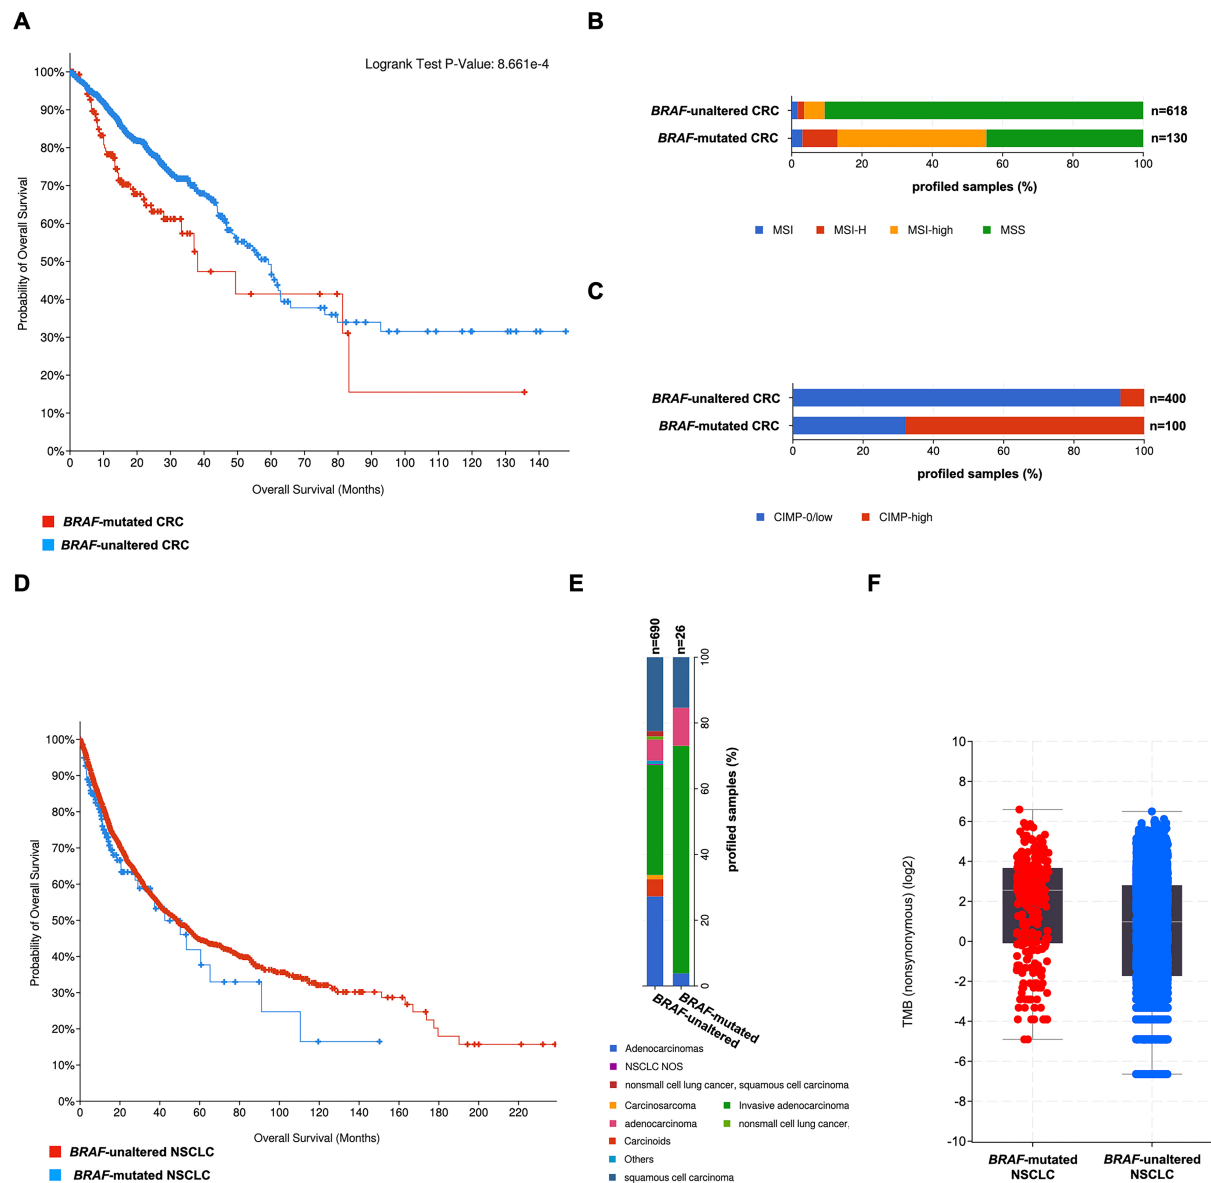 A
Logrank Test P-Value: 8.661e-4
Probability of Overall Survival
100%
90%
80%
70%
60%
50%
40%
30%
20%
10%
0%
0 10 20 30 40 50 60 70 80 90 100 110 120 130 140
Overall Survival (Months)
BRAF-mutated CRC
BRAF-unaltered CRC
B
BRAF-unaltered CRC n=618
BRAF-mutated CRC n=130
0 20 40 60 80 100
profiled samples (%)
MSI MSI-H MSI-high MSS
C
BRAF-unaltered CRC n=400
BRAF-mutated CRC n=100
0 20 40 60 80 100
profiled samples (%)
CIMP-0/low CIMP-high
D
Probability of Overall Survival
100%
90%
80%
70%
60%
50%
40%
30%
20%
10%
0%
0 20 40 60 80 100 120 140 160 180 200 220
Overall Survival (Months)
BRAF-unaltered NSCLC
BRAF-mutated NSCLC
E
n=690
n=26
100
80
60
40
20
0
profiled samples (%)
BRAF-mutated
BRAF-unaltered
Adenocarcinomas
NSCLC NOS
nonsmall cell lung cancer, squamous cell carcinoma
Carcinosarcoma Invasive adenocarcinoma
adenocarcinoma nonsmall cell lung cancer,
Carcinoids
Others
squamous cell carcinoma
F
TMB (nonsynonymous) (log2)
10
8
6
4
2
0
-2
-4
-6
-8
-10
BRAF-mutated
NSCLC
BRAF-unaltered
NSCLC